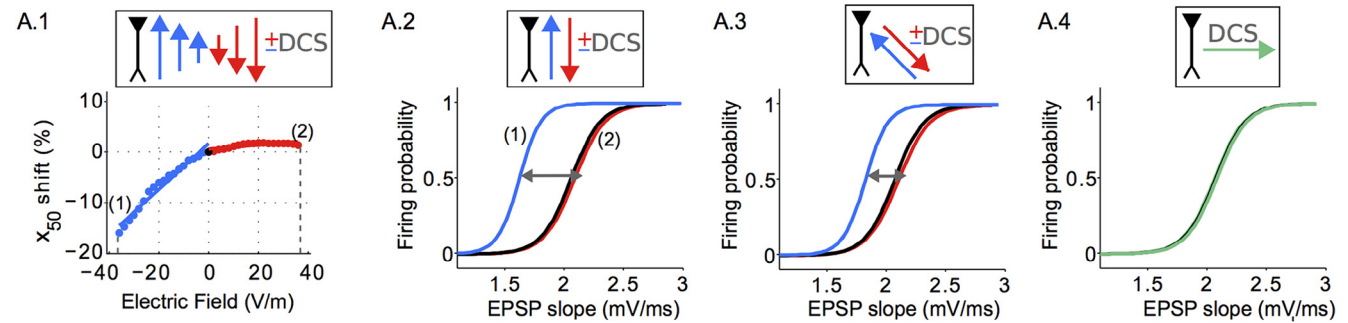 A.1
±DCS
x50 shift (%)
10
0
−10
−20
(1)
(2)
−40
−20
0
20
40
Electric Field (V/m)
A.2
±DCS
Firing probability
1
0.5
0
(1)
(2)
1.5
2
2.5
3
EPSP slope (mV/ms)
A.3
±DCS
Firing probability
1
0.5
0
1.5
2
2.5
3
EPSP slope (mV/ms)
A.4
DCS
Firing probability
1
0.5
0
1.5
2
2.5
3
EPSP slope (mV/ms)